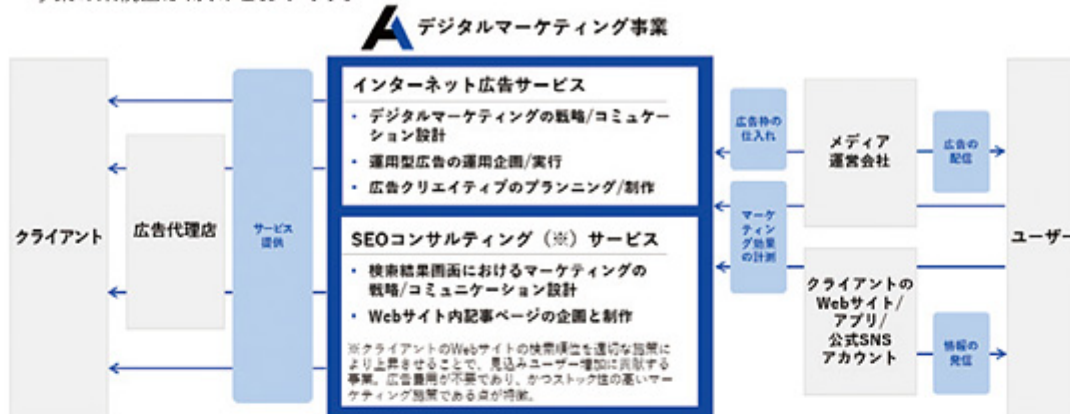 デジタルマーケティング事業
インターネット広告サービス
・デジタルマーケティングの戦略/コミュケー
ション設計
・運用型広告の運用企画/実行
・広告クリエイティブのプランニング/制作
SEOコンサルティング（※）サービス
・検索結果画面におけるマーケティングの
戦略/コミュニケーション設計
・Webサイト内記事ページの企画と制作
※クライアントのWebサイトの検索順位を適切な施策に
より上昇させることで、見込みユーザー増加に貢献する
事業。広告費用が不要であり、かつストック性の高いマー
ケティング施策である点が特徴。
クライアント
広告代理店
サービス
提供
広告枠の
仕入れ
マーケ
ティン
グ効果
の計測
メディア
運営会社
クライアントの
Webサイト/
アプリ/
公式SNS
アカウント
広告の
配信
情報の
発信
ユーザー